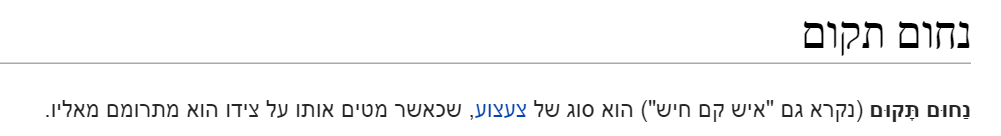 נחום תקום
נַחוּם תָּקוּם (נקרא גם "איש קם חיש") הוא סוג של צעצוע, שכאשר מטים אותו על צידו הוא מתרומם מאליו.